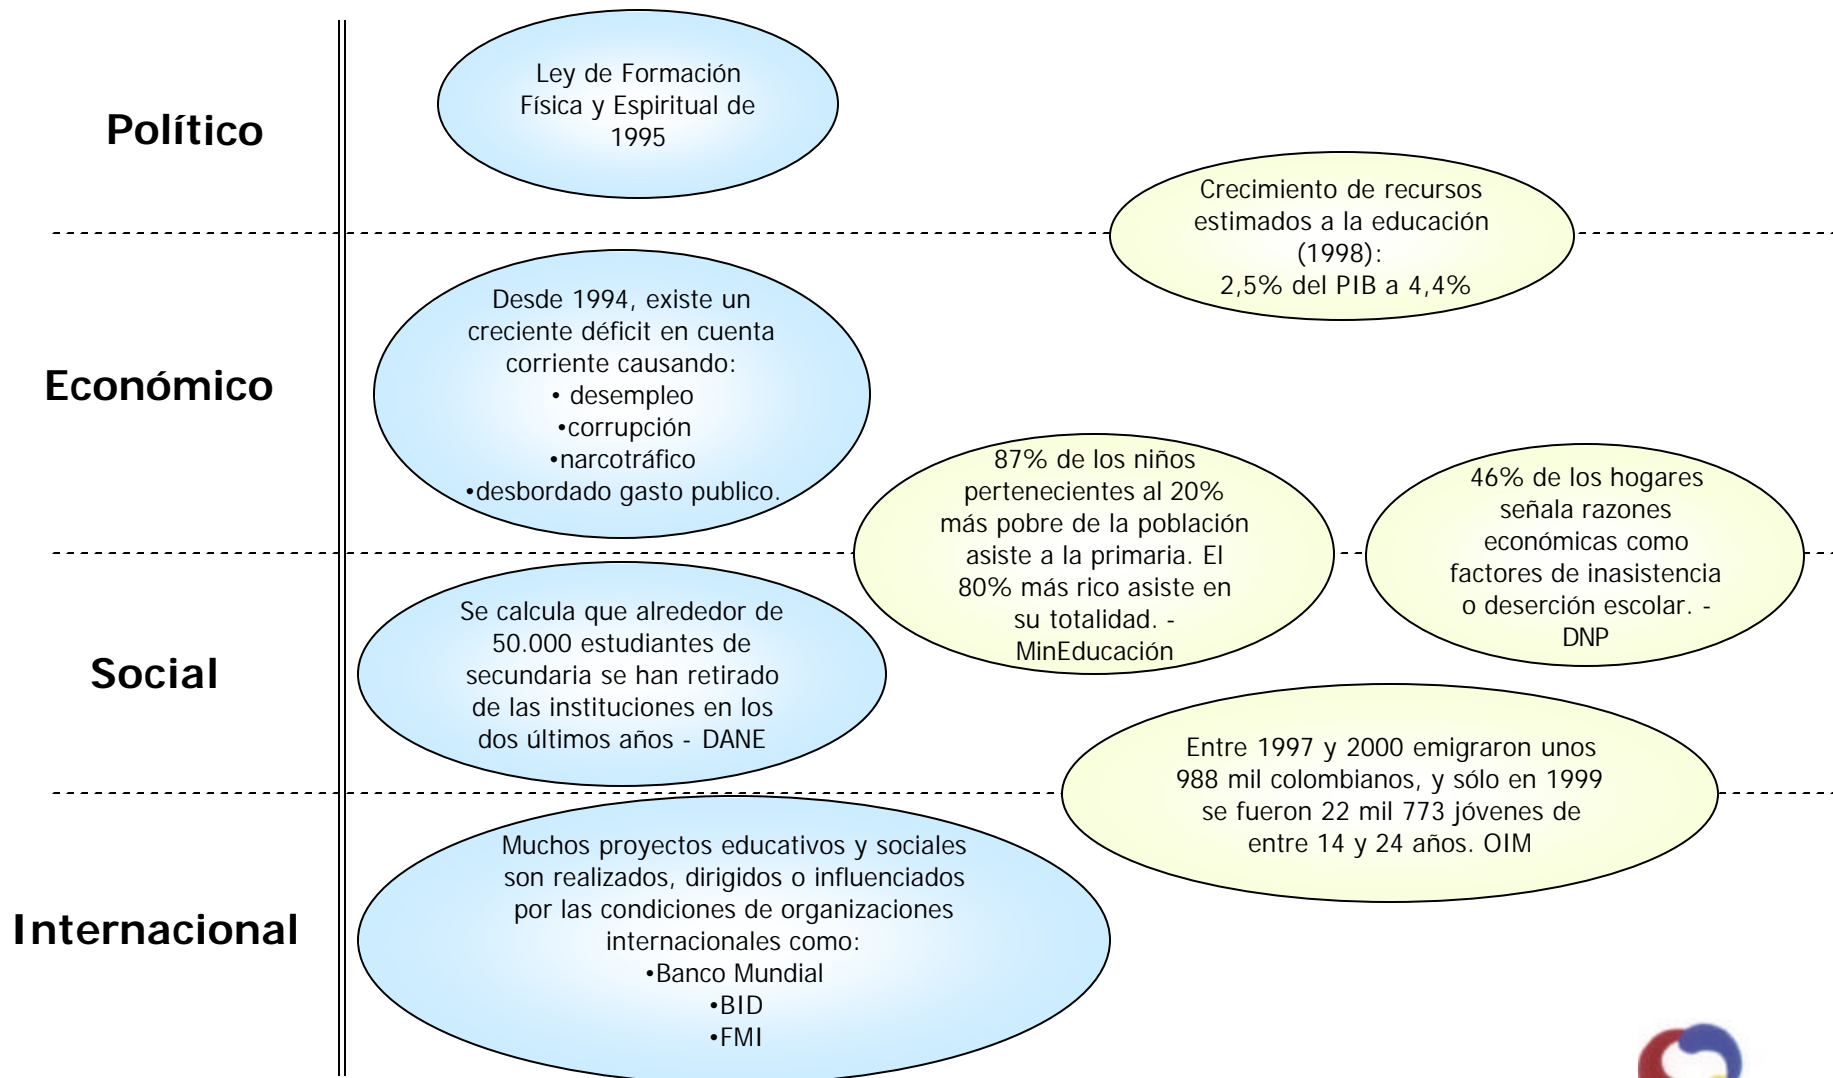 Político
Ley de Formación
Física y Espiritual de
1995
Crecimiento de recursos
estimados a la educación
(1998):
2,5% del PIB a 4,4%
Económico
Desde 1994, existe un
creciente déficit en cuenta
corriente causando:
• desempleo
•corrupción
•narcotráfico
•desbordado gasto publico.
87% de los niños
pertenecientes al 20%
más pobre de la población
asiste a la primaria. El
80% más rico asiste en
su totalidad. -
MinEducación
46% de los hogares
señala razones
económicas como
factores de inasistencia
o deserción escolar. -
DNP
Social
Se calcula que alrededor de
50.000 estudiantes de
secundaria se han retirado
de las instituciones en los
dos últimos años - DANE
Entre 1997 y 2000 emigraron unos
988 mil colombianos, y sólo en 1999
se fueron 22 mil 773 jóvenes de
entre 14 y 24 años. OIM
Internacional
Muchos proyectos educativos y sociales
son realizados, dirigidos o influenciados
por las condiciones de organizaciones
internacionales como:
•Banco Mundial
•BID
•FMI